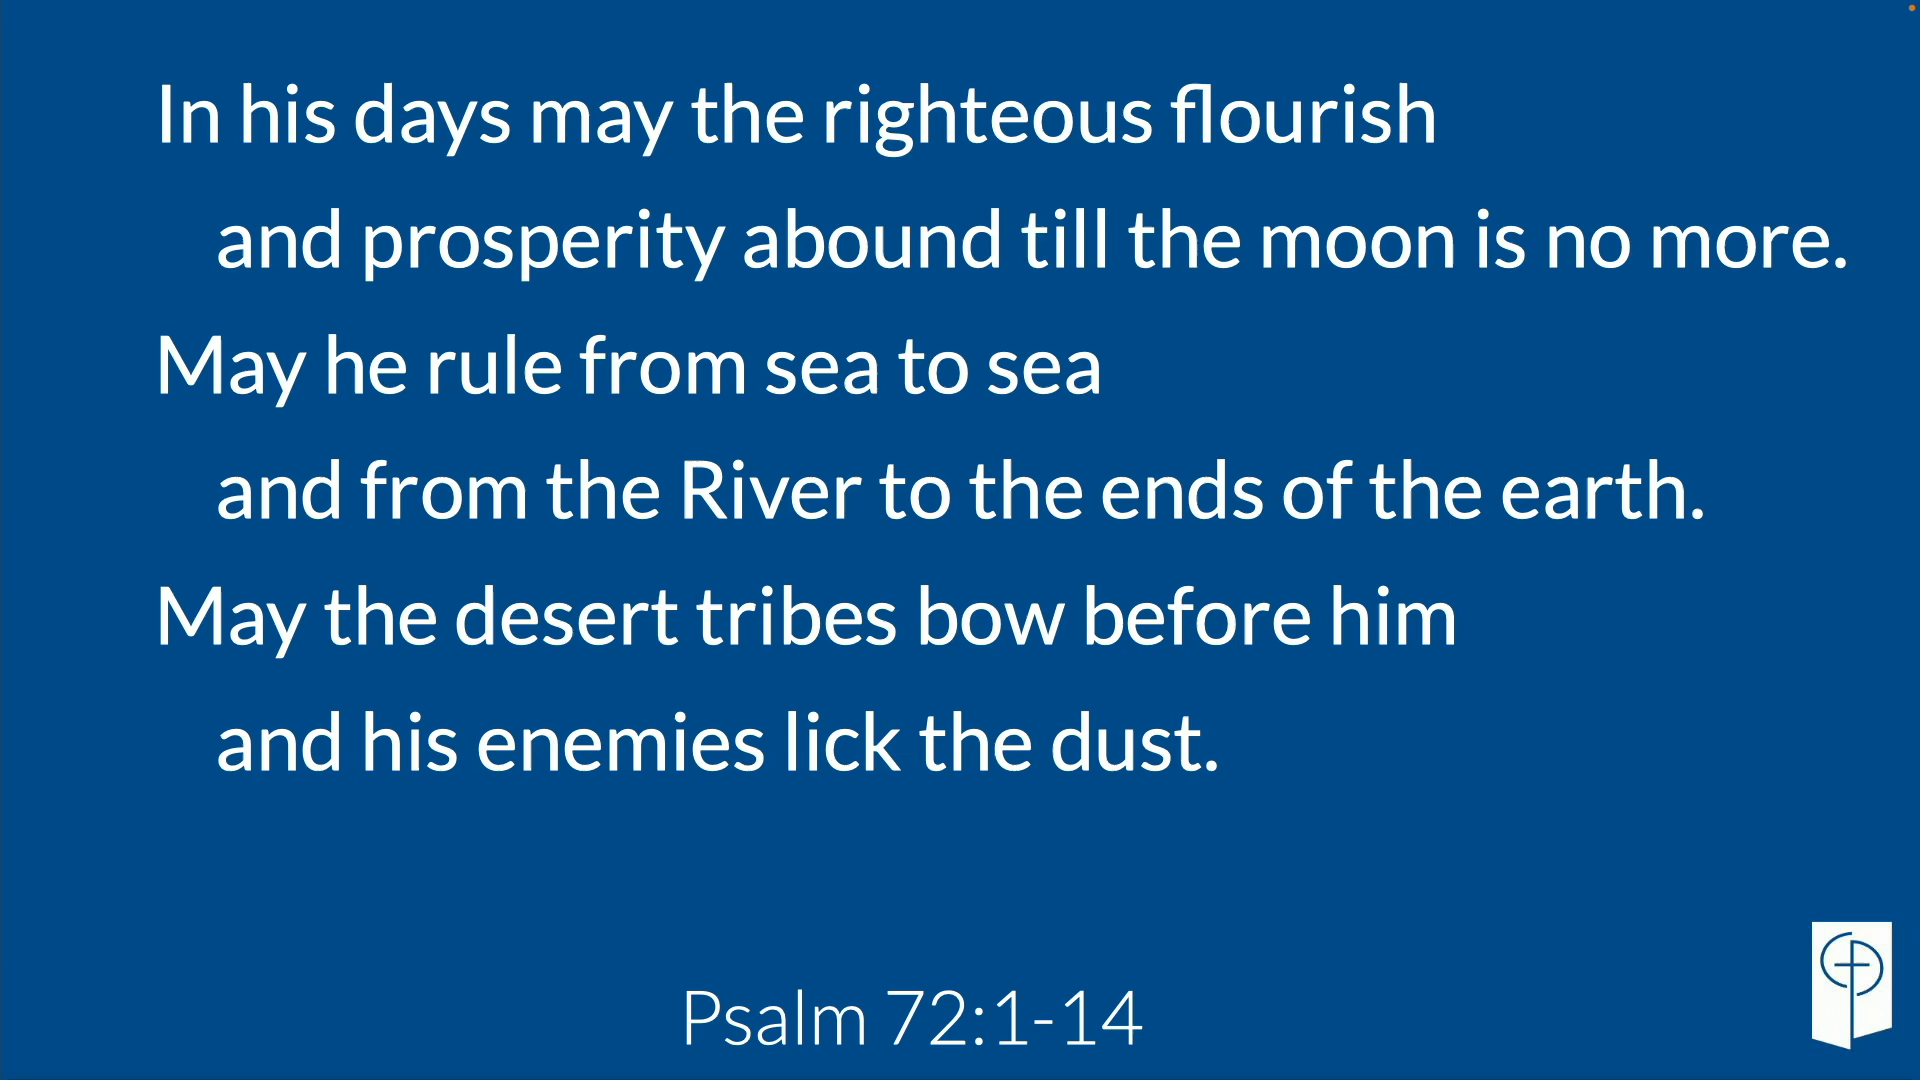 In his days may the righteous flourish
and prosperity abound till the moon is no more.
May he rule from sea to sea
and from the River to the ends of the earth.
May the desert tribes bow before him
and his enemies lick the dust.
Psalm 72:1-14